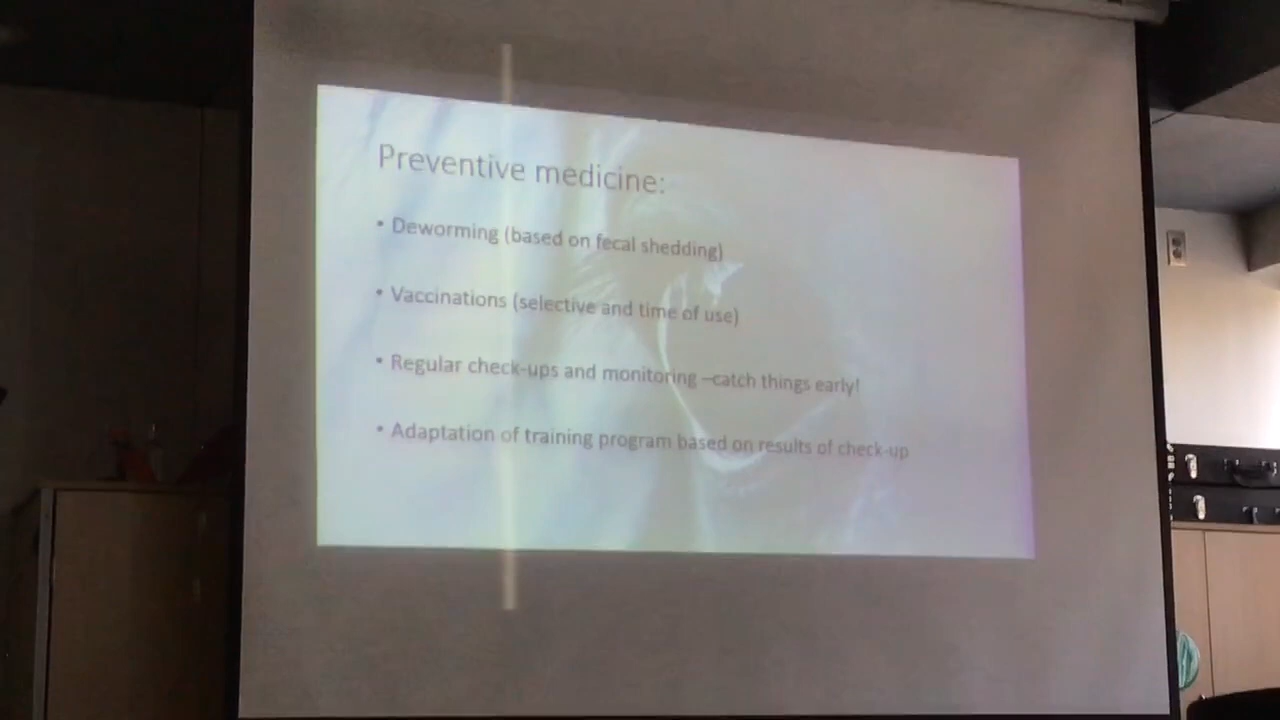 Preventive medicine:
• Deworming (based on fecal shedding)
• Vaccinations (selective and time of use)
• Regular check-ups and monitoring –catch things early!
• Adaptation of training program based on results of check-up